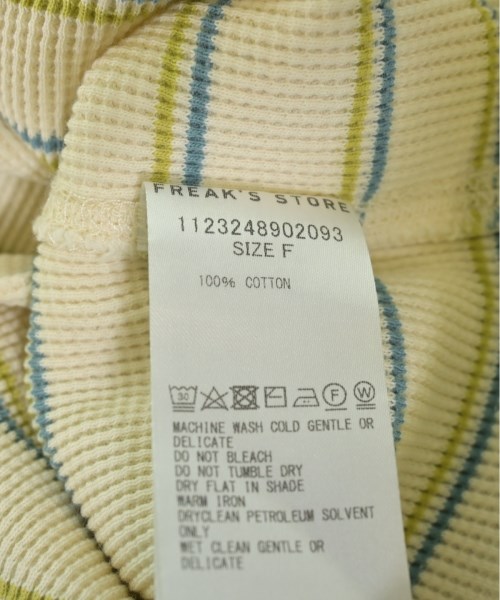 FREAK'S STORE
1123248902093
SIZE F
100% COTTON
30 F W
MACHINE WASH COLD GENTLE OR
DELICATE
DO NOT BLEACH
DO NOT TUMBLE DRY
DRY FLAT IN SHADE
WARM IRON
DRYCLEAN PETROLEUM SOLVENT
ONLY
WET CLEAN GENTLE OR
DELICATE